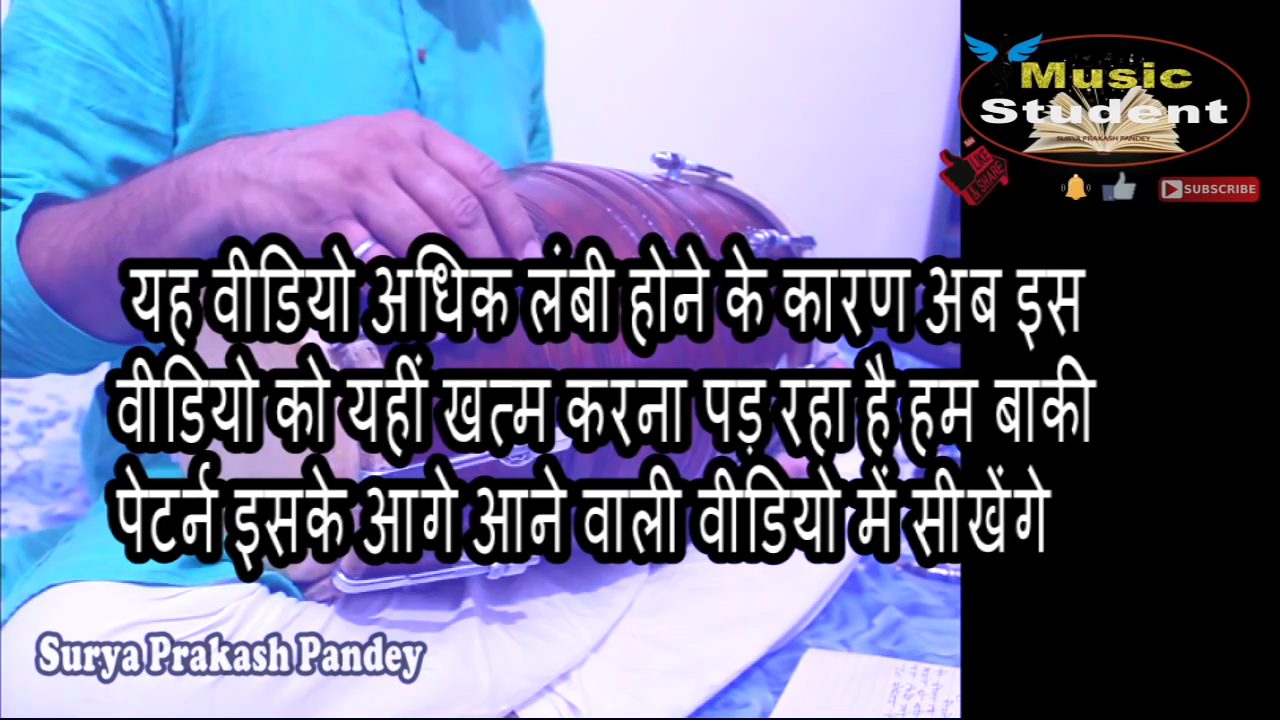 Music
Student
SURYA PRAKASH PANDEY
LIKE
& SHARE
SUBSCRIBE
यह वीडियो अधिक लंबी होने के कारण अब इस
वीडियो को यहीं खत्म करना पड़ रहा है हम बाकी
पेटर्न इसके आगे आने वाली वीडियो में सीखेंगे
Surya Prakash Pandey